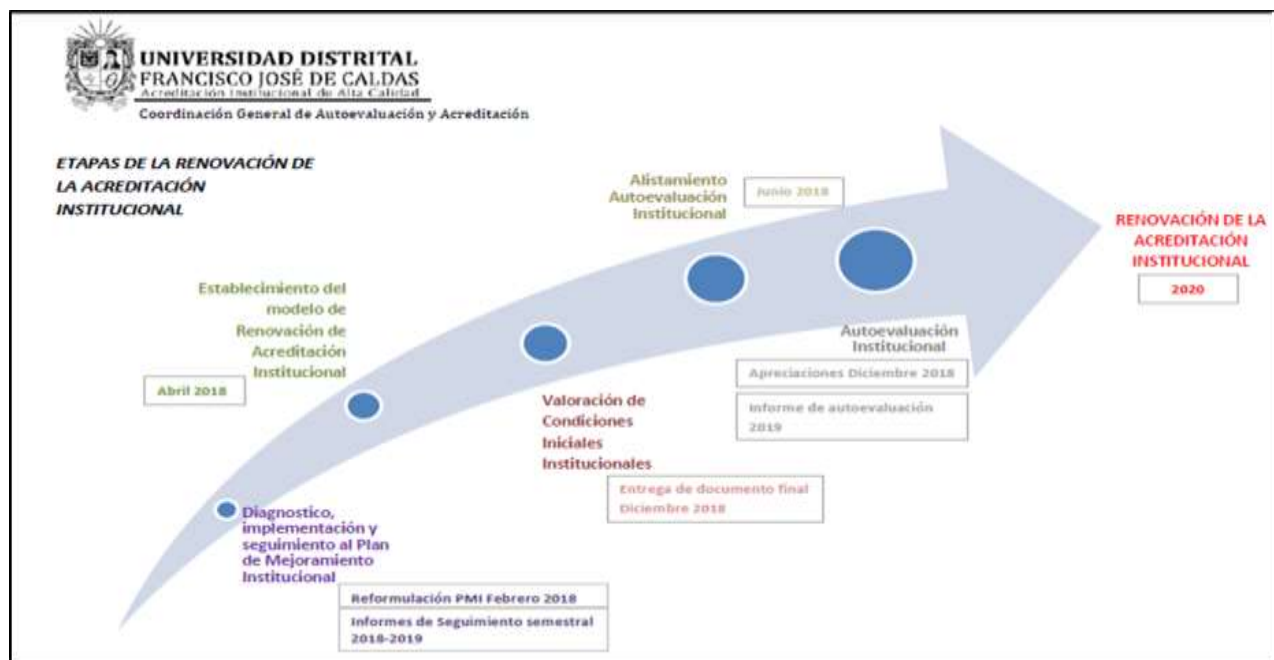 UNIVERSIDAD DISTRITAL
FRANCISCO JOSÉ DE CALDAS
Acreditación Institucional de Alta Calidad
Coordinación General de Autoevaluación y Acreditación
ETAPAS DE LA RENOVACIÓN DE
LA ACREDITACIÓN
INSTITUCIONAL
Alistamiento
Autoevaluación
Institucional
Junio 2018
RENOVACIÓN DE LA
ACREDITACIÓN
INSTITUCIONAL
2020
Establecimiento del
modelo de
Renovación de
Acreditación
Institucional
Abril 2018
Autoevaluación
Institucional
Apreciaciones Diciembre 2018
Informe de autoevaluación
2019
Valoración de
Condiciones
Iniciales
Institucionales
Entrega de documento final
Diciembre 2018
Diagnostico,
implementación y
seguimiento al Plan
de Mejoramiento
Institucional
Reformulación PMI Febrero 2018
Informes de Seguimiento semestral
2018-2019